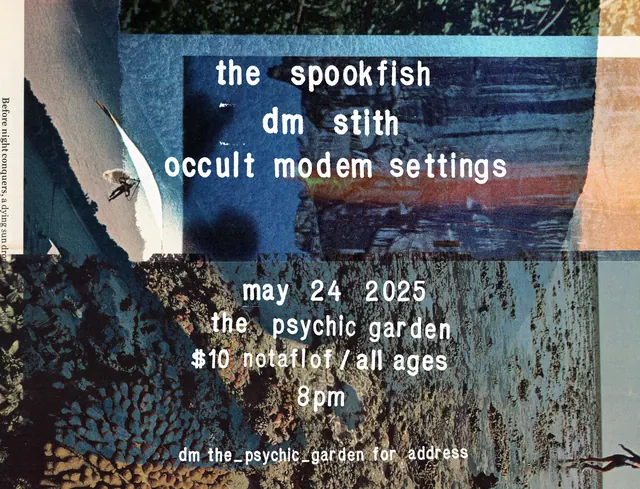 the spookfish
dm stith
occult modem settings
may 24 2025
the psychic garden
$10 notaflof / all ages
8pm
dm the_psychic_garden for address
Before night conquers, a dying sun dro